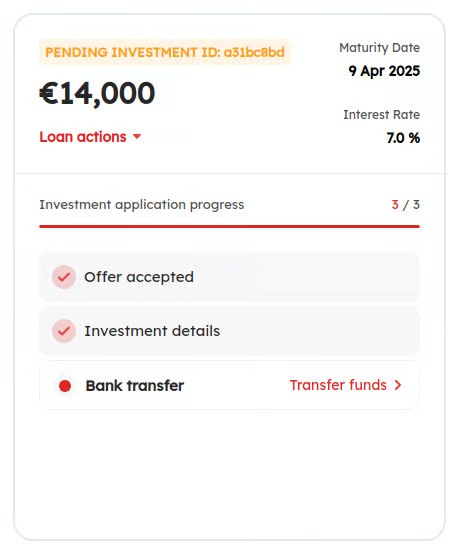 PENDING INVESTMENT ID: a31bc8bd
€14,000
Loan actions
Maturity Date
9 Apr 2025
Interest Rate
7.0 %
Investment application progress
3 / 3
Offer accepted
Investment details
Bank transfer
Transfer funds